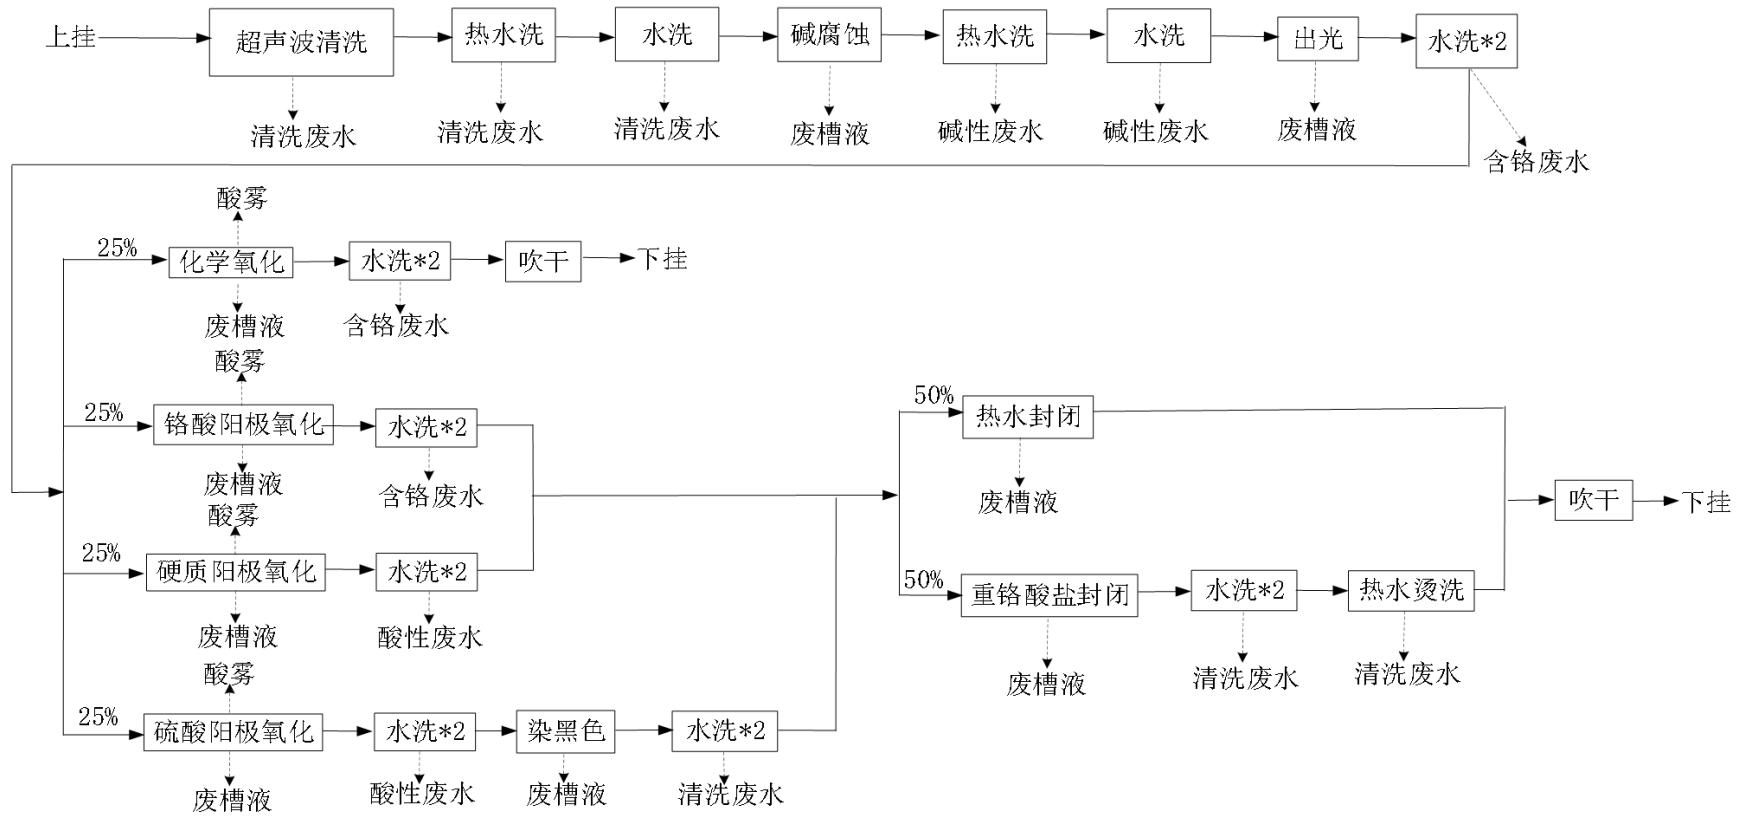 上挂
超声波清洗
热水洗
水洗
碱腐蚀
热水洗
水洗
出光
水洗*2
清洗废水
清洗废水
清洗废水
废槽液
碱性废水
碱性废水
废槽液
含铬废水
酸雾
25%
化学氧化
水洗*2
吹干
下挂
废槽液
含铬废水
酸雾
25%
铬酸阳极氧化
水洗*2
废槽液
含铬废水
50%
热水封闭
废槽液
吹干
下挂
酸雾
25%
硬质阳极氧化
水洗*2
废槽液
酸性废水
50%
重铬酸盐封闭
水洗*2
热水烫洗
废槽液
清洗废水
清洗废水
酸雾
25%
硫酸阳极氧化
水洗*2
染黑色
水洗*2
废槽液
酸性废水
废槽液
清洗废水